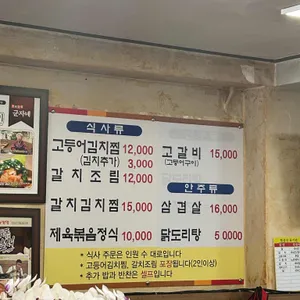 식사류
고등어김치찜 12,000
(김치추가) 3,000
갈치조림 12,000
갈치김치찜 15,000
제육볶음정식 10,000
고갈비 15,000
(고등어구이)
안주류
삼겹살 16,000
닭도리탕 5 0000
* 식사 주문은 인원 수 대로입니다
* 고등어김치찜, 갈치조림 포장됩니다(2인이상)
* 추가 밥과 반찬은 셀프입니다